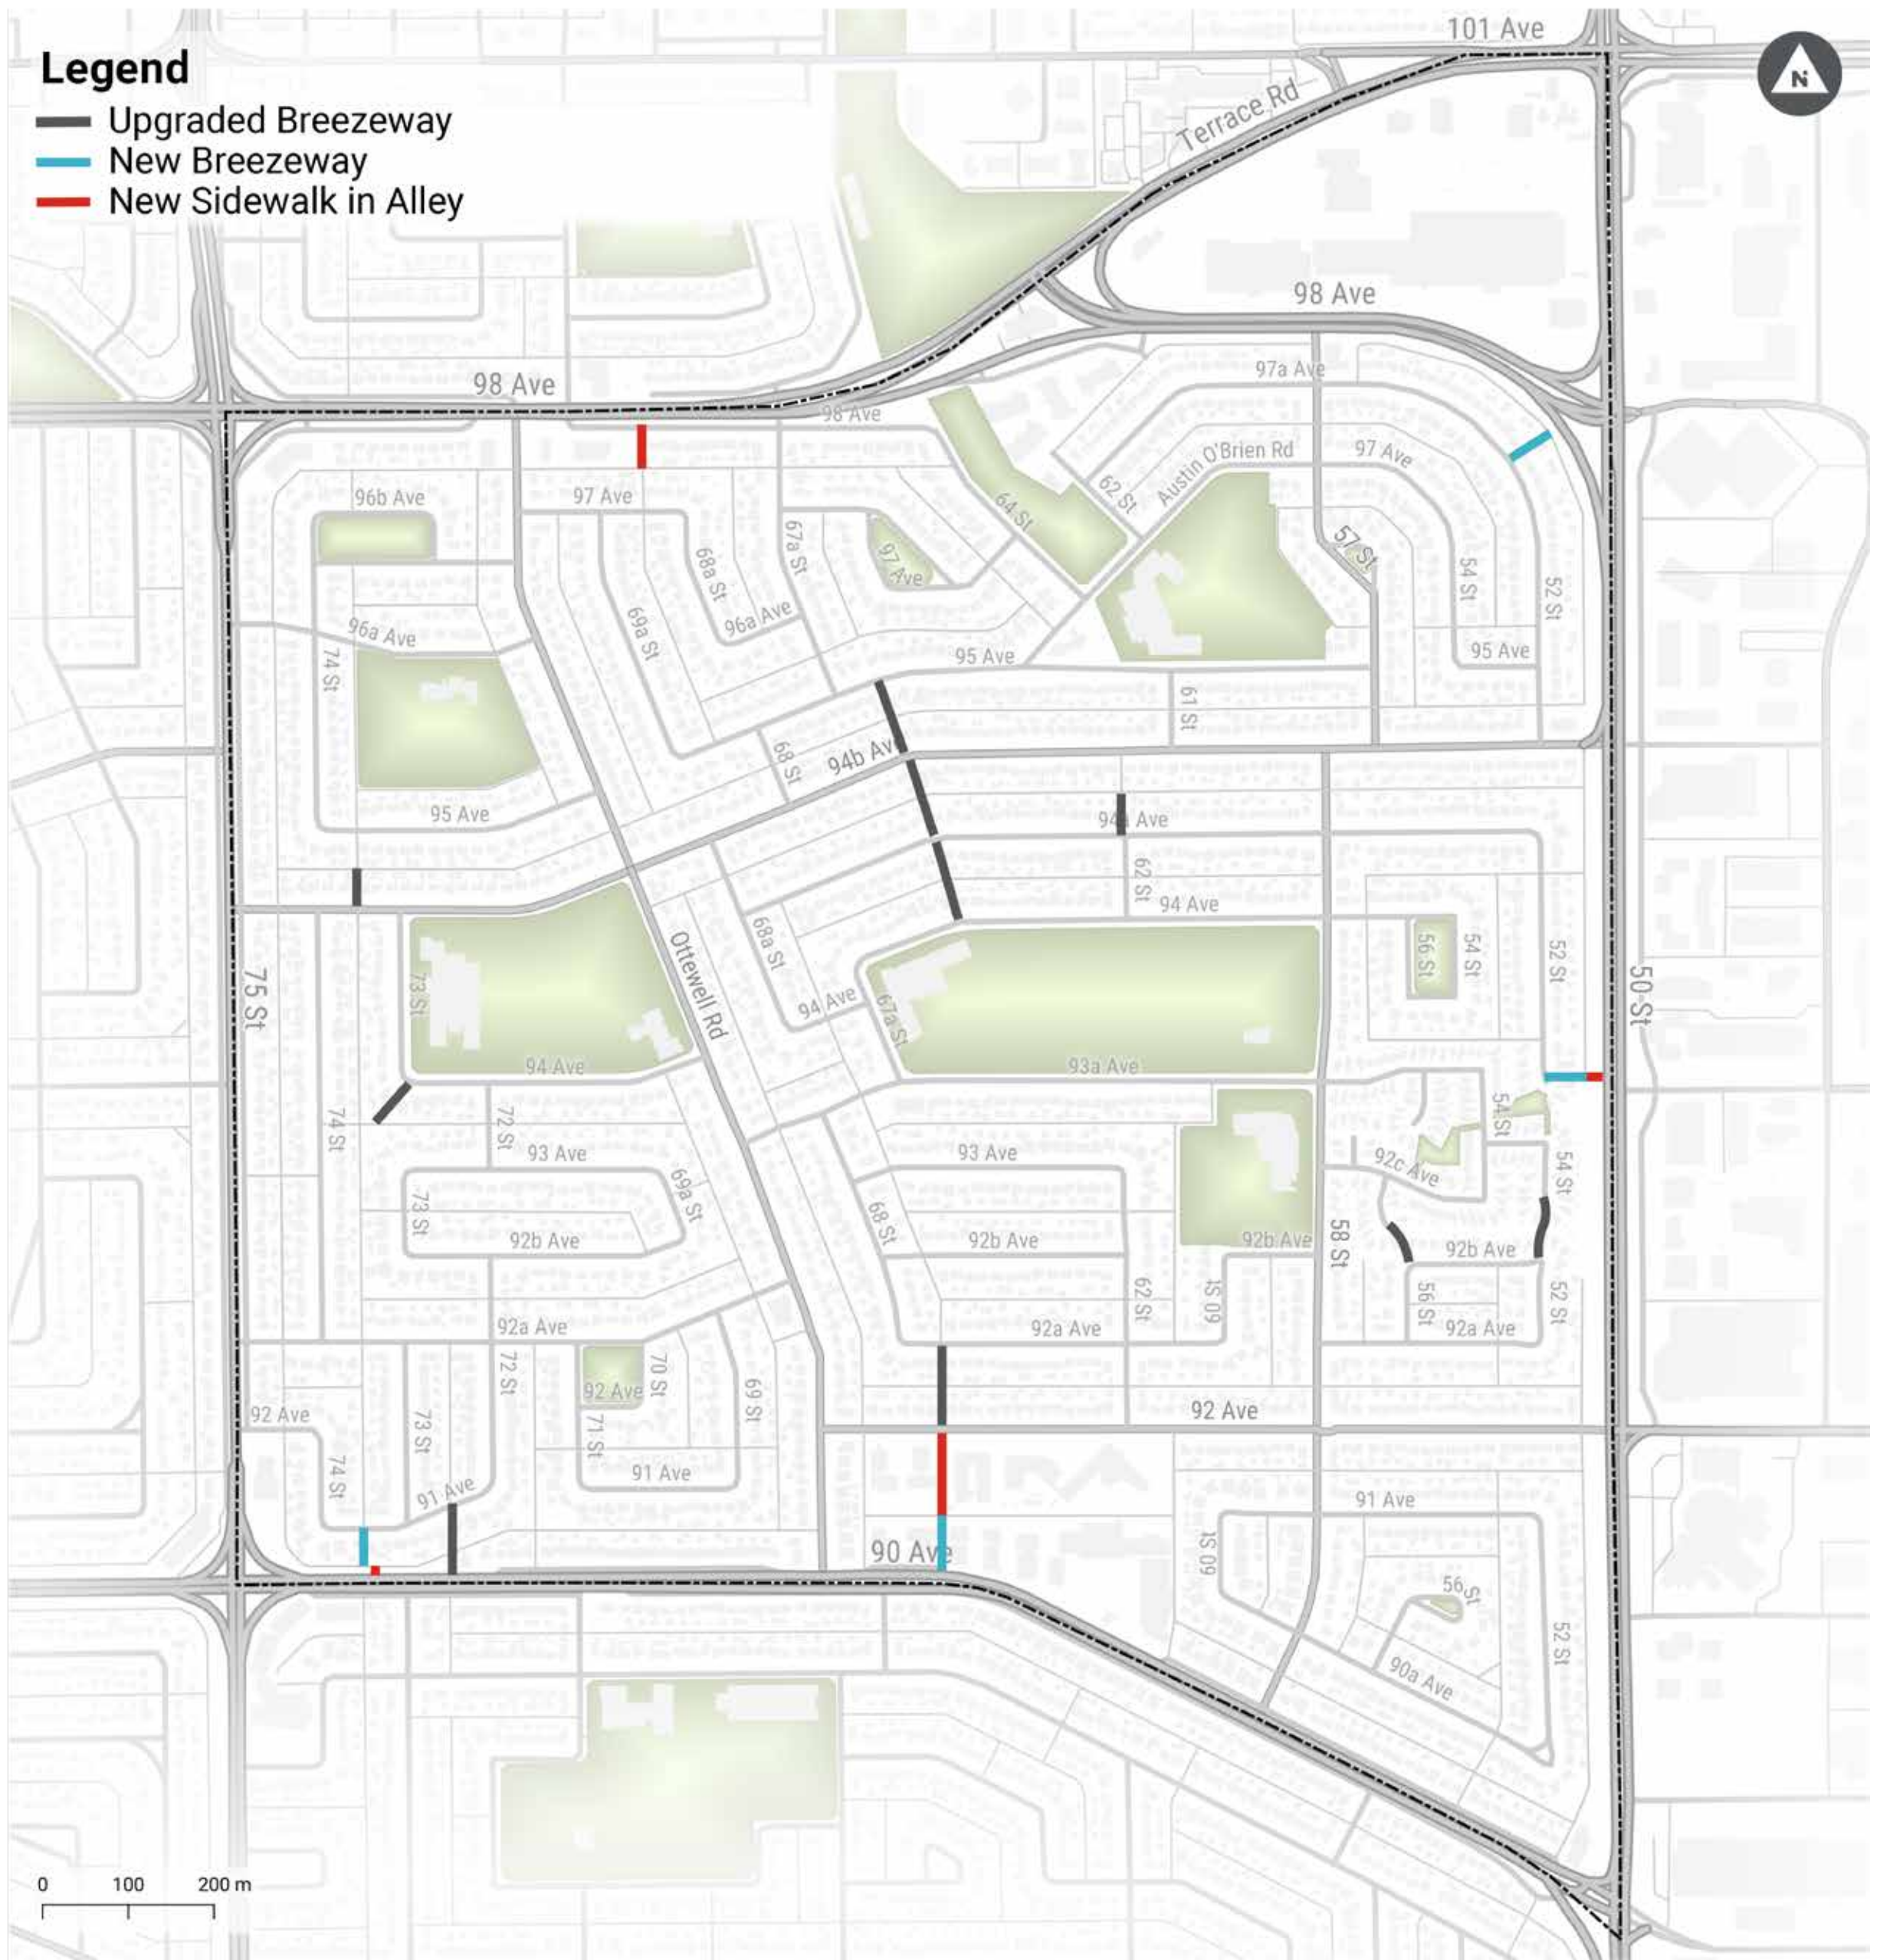 Legend
Upgraded Breezeway
New Breezeway
New Sidewalk in Alley
101 Ave
N
Terrace Rd
98 Ave
98 Ave
97a Ave
98 Ave
Austin O'Brien Rd
97 Ave
96b Ave
97 Ave
62 St
64 St
67a St
97 Ave
57 St
68a St
54 St
52 St
96a Ave
69a St
96a Ave
74 St
95 Ave
95 Ave
61 St
68 St
94b Ave
95 Ave
94a Ave
62 St
94 Ave
68a St
Ottewell Rd
56 St
54 St
52 St
75 St
73 St
94 Ave
67a St
50 St
94 Ave
93a Ave
74 St
72 St
54 St
93 Ave
93 Ave
92c Ave
54 St
69a St
73 St
68 St
92b Ave
92b Ave
92b Ave
58 St
92b Ave
62 St
60 St
56 St
52 St
92a Ave
92a Ave
92a Ave
72 St
70 St
92 Ave
69 St
92 Ave
92 Ave
73 St
71 St
74 St
91 Ave
91 Ave
91 Ave
90 Ave
60 St
56 St
52 St
90a Ave
0 100 200 m